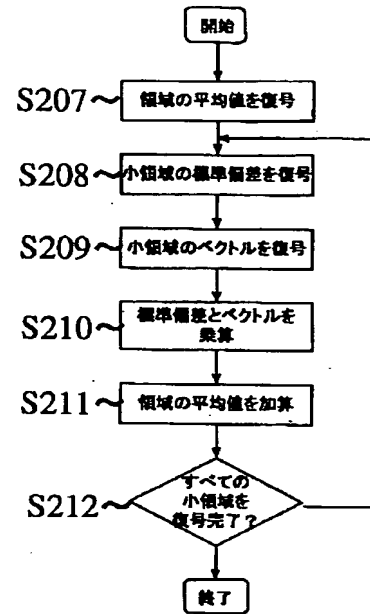 開始
S207 領域の平均値を復号
S208 小領域の標準偏差を復号
S209 小領域のベクトルを復号
S210 標準偏差とベクトルを
乗算
S211 領域の平均値を加算
S212 すべての
小領域を
復号完了？
終了